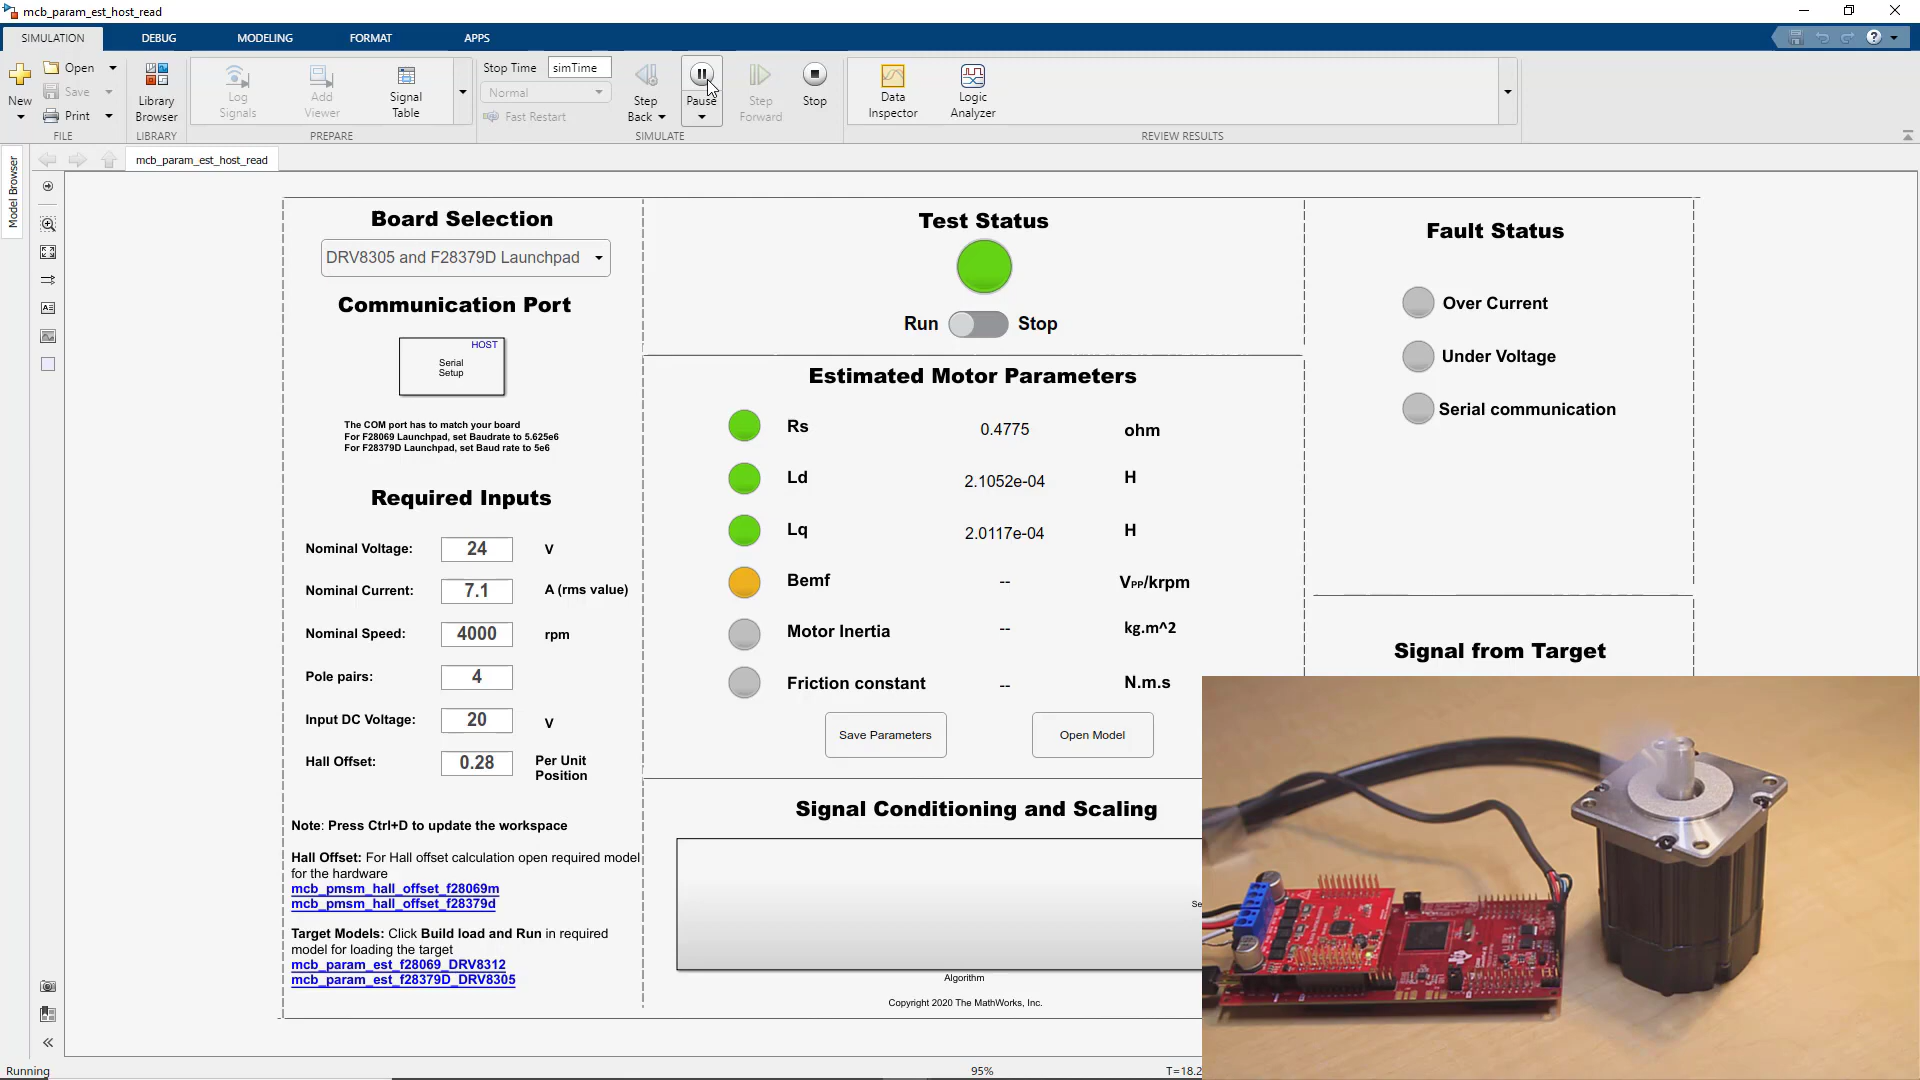 mcb_param_est_host_read
SIMULATION
DEBUG
MODELING
FORMAT
APPS
New
Open
Save
Print
FILE
Library
Browser
LIBRARY
Log
Signals
Add
Viewer
Signal
Table
PREPARE
Stop Time
simTime
Normal
Fast Restart
Step
Back
Pause
Step
Forward
Stop
SIMULATE
Data
Inspector
Logic
Analyzer
REVIEW RESULTS
Model Browser
mcb_param_est_host_read
Board Selection
DRV8305 and F28379D Launchpad
Communication Port
HOST
Serial
Setup
The COM port has to match your board
For F28069 Launchpad, set Baudrate to 5.625e6
For F28379D Launchpad, set Baud rate to 5e6
Required Inputs
Nominal Voltage: 24 V
Nominal Current: 7.1 A (rms value)
Nominal Speed: 4000 rpm
Pole pairs: 4
Input DC Voltage: 20 V
Hall Offset: 0.28 Per Unit
Position
Note: Press Ctrl+D to update the workspace
Hall Offset: For Hall offset calculation open required model
for the hardware
mcb_pmsm_hall_offset_f28069m
mcb_pmsm_hall_offset_f28379d
Target Models: Click Build load and Run in required
model for loading the target
mcb_param_est_f28069_DRV8312
mcb_param_est_f28379D_DRV8305
Test Status
Run Stop
Estimated Motor Parameters
Rs 0.4775 ohm
Ld 2.1052e-04 H
Lq 2.0117e-04 H
Bemf -- VPP/krpm
Motor Inertia -- kg.m^2
Friction constant -- N.m.s
Save Parameters
Open Model
Signal Conditioning and Scaling
Se
Algorithm
Copyright 2020 The MathWorks, Inc.
Fault Status
Over Current
Under Voltage
Serial communication
Signal from Target
Running
95%
T=18.2